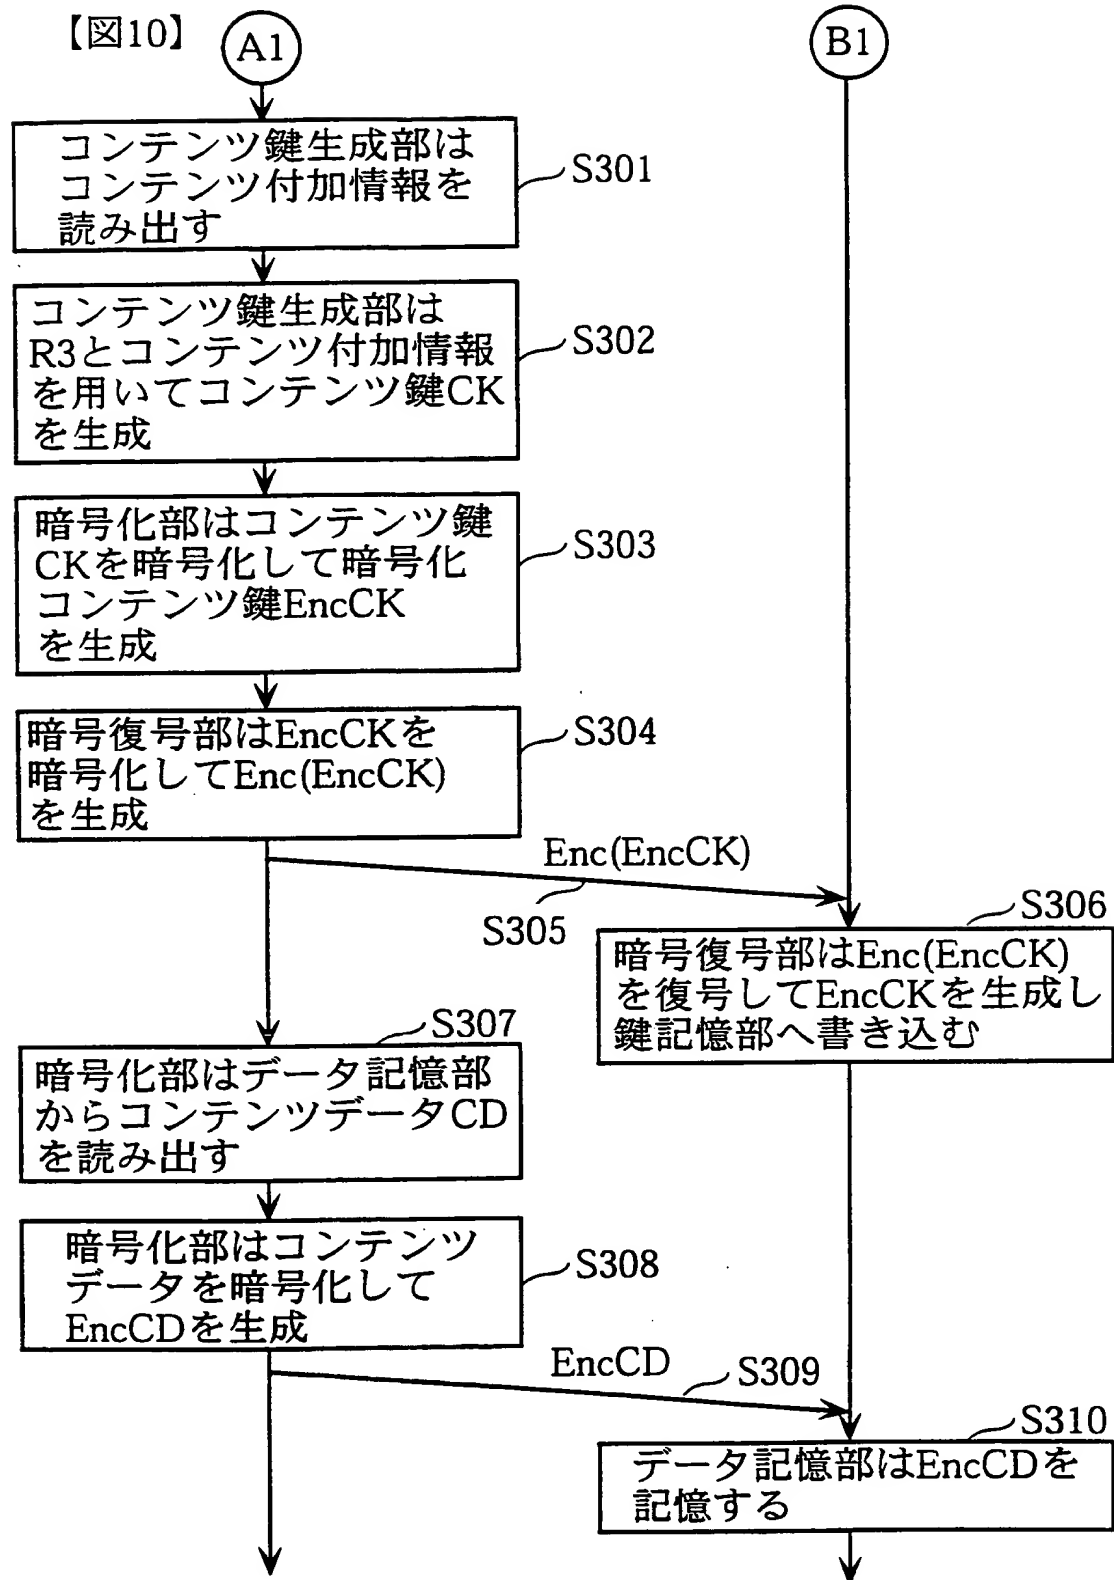 【図10】
A1
B1
コンテンツ鍵生成部は
コンテンツ付加情報を
読み出す
S301
コンテンツ鍵生成部は
R3とコンテンツ付加情報
を用いてコンテンツ鍵CK
を生成
S302
暗号化部はコンテンツ鍵
CKを暗号化して暗号化
コンテンツ鍵EncCK
を生成
S303
暗号復号部はEncCKを
暗号化してEnc(EncCK)
を生成
S304
Enc(EncCK)
S305
S306
暗号復号部はEnc(EncCK)
を復号してEncCKを生成し
鍵記憶部へ書き込む
S307
暗号化部はデータ記憶部
からコンテンツデータCD
を読み出す
暗号化部はコンテンツ
データを暗号化して
EncCDを生成
S308
EncCD
S309
S310
データ記憶部はEncCDを
記憶する